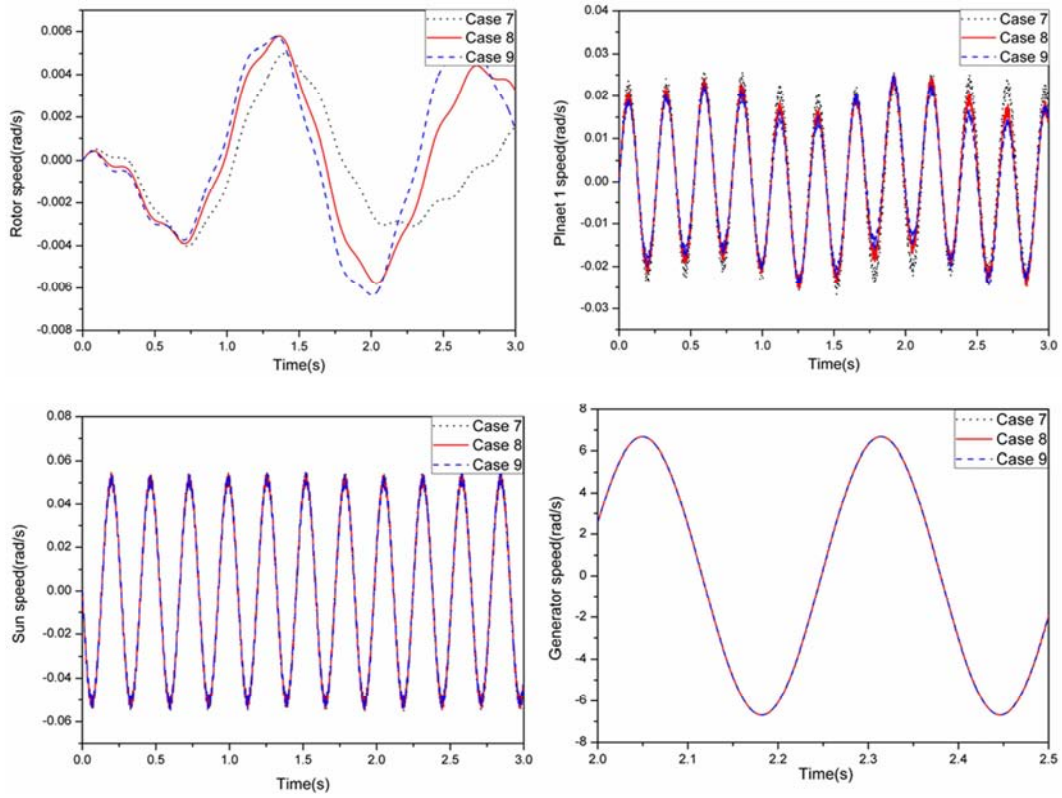 0.006
0.004
0.002
0.000
-0.002
-0.004
-0.006
-0.008
Rotor speed(rad/s)
Case 7
Case 8
Case 9
0.0 0.5 1.0 1.5 2.0 2.5 3.0
Time(s)
0.04
0.03
0.02
0.01
0.00
-0.01
-0.02
-0.03
Plnaet 1 speed(rad/s)
Case 7
Case 8
Case 9
0.0 0.5 1.0 1.5 2.0 2.5 3.0
Time(s)
0.08
0.06
0.04
0.02
0.00
-0.02
-0.04
-0.06
Sun speed(rad/s)
Case 7
Case 8
Case 9
0.0 0.5 1.0 1.5 2.0 2.5 3.0
Time(s)
8
6
4
2
0
-2
-4
-6
-8
Generator speed(rad/s)
Case 7
Case 8
Case 9
2.0 2.1 2.2 2.3 2.4 2.5
Time(s)